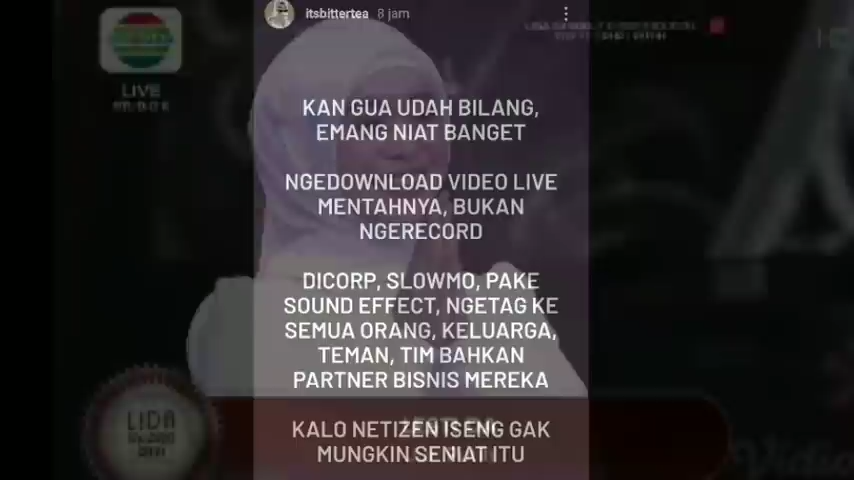 itsbittertea 8 jam
LIVE
KAN GUA UDAH BILANG,
EMANG NIAT BANGET
NGEDOWNLOAD VIDEO LIVE
MENTAHNYA, BUKAN
NGERECORD
DICORP, SLOWMO, PAKE
SOUND EFFECT, NGETAG KE
SEMUA ORANG, KELUARGA,
TEMAN, TIM BAHKAN
PARTNER BISNIS MEREKA
LIDA
KALO NETIZEN ISENG GAK
MUNGKIN SENIAT ITU
Vidio